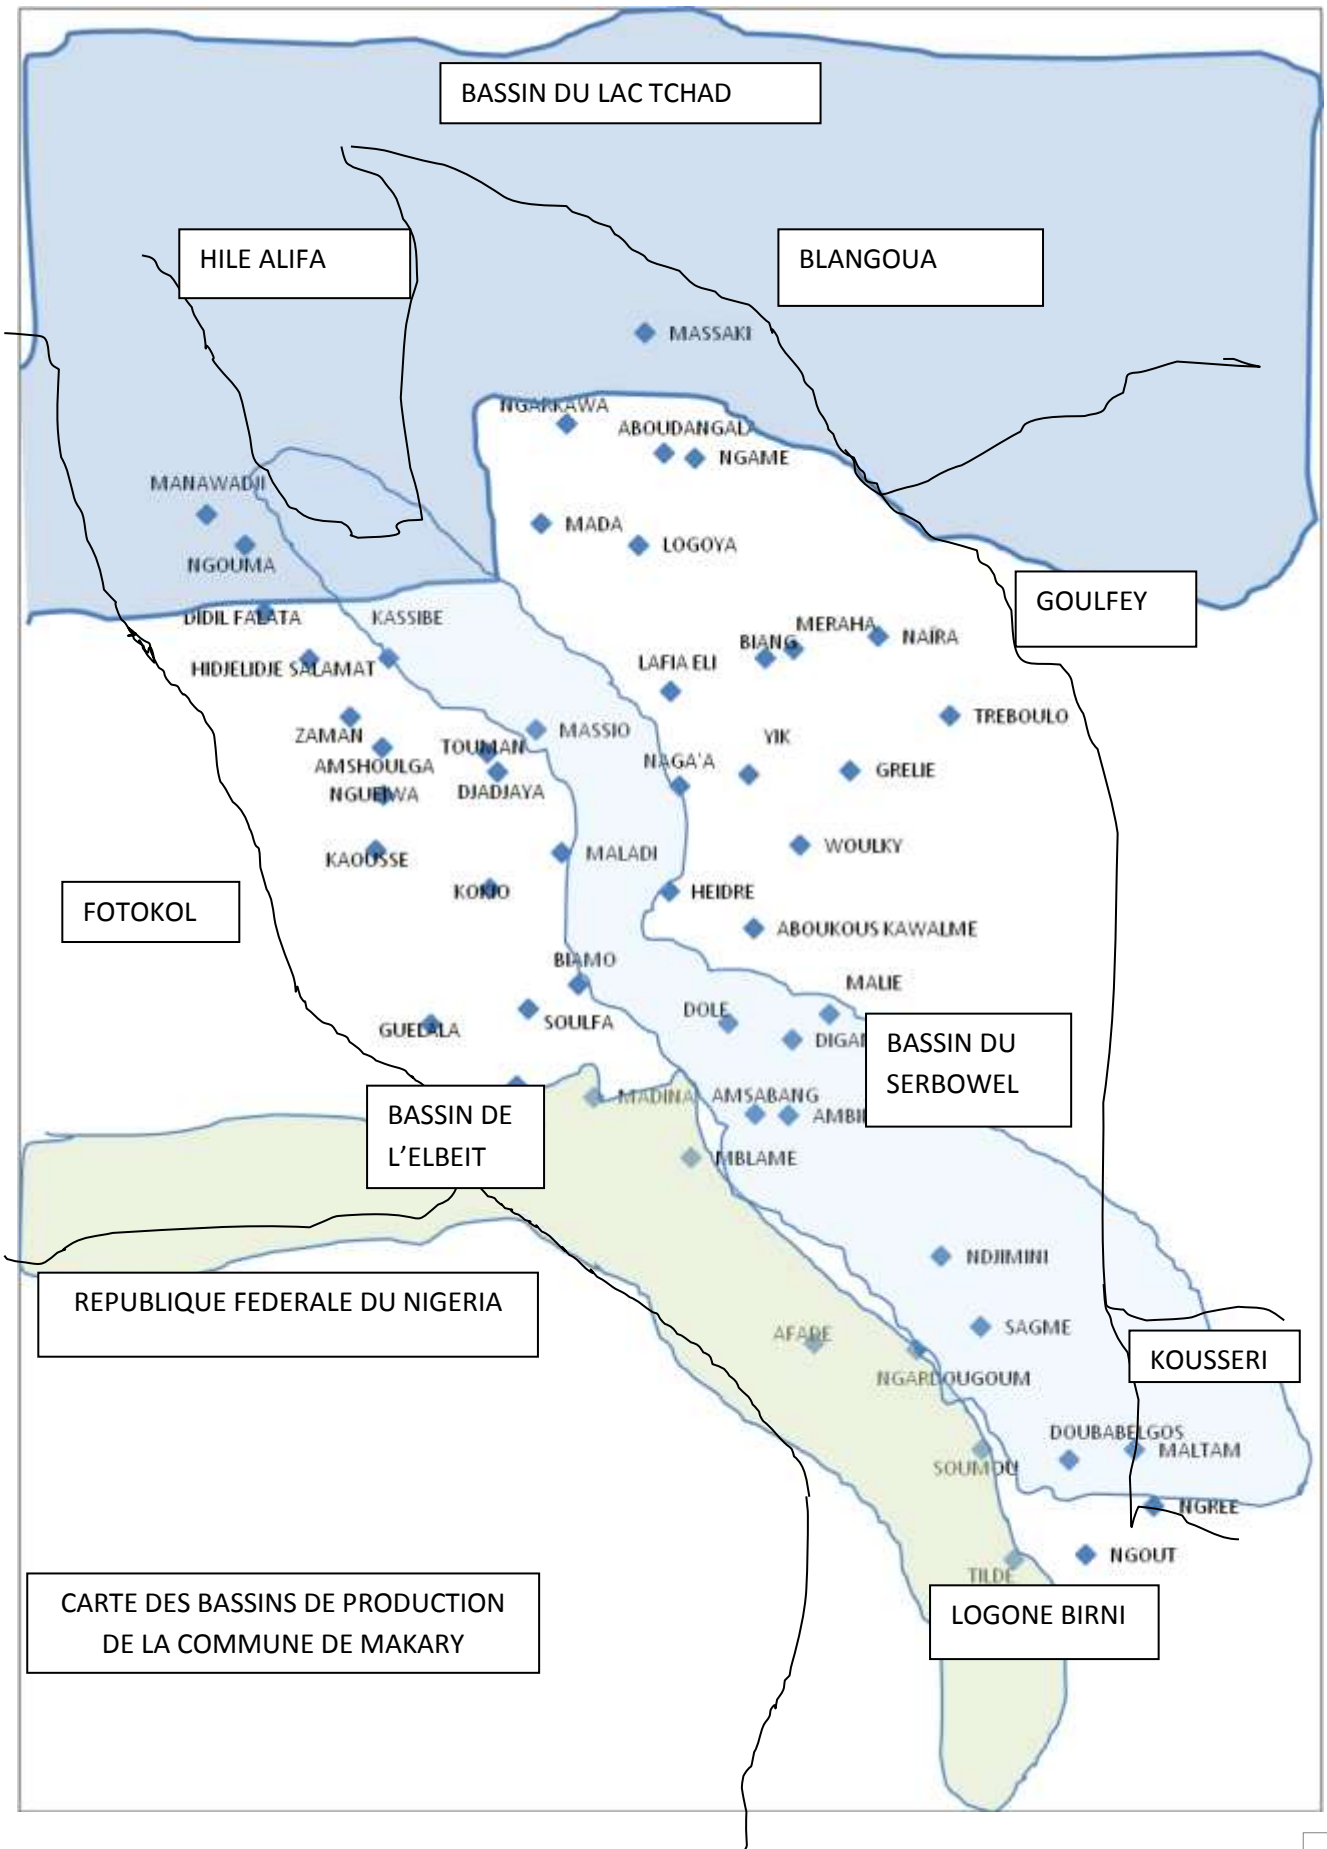 BASSIN DU LAC TCHAD
HILE ALIFA
BLANGOUA
MASSAKI
NGARKAWA
ABOUDANGALA
NGAME
MANAWADJI
MADA
LOGOYA
NGOUMA
GOULFEY
DIDIL FALATA
KASSIBE
MERAHA
BIANG
NAÏRA
HIDJELIDJE SALAMAT
LAFIA ELI
TREBOULO
ZAMAN
MASSIO
YIK
TOUMAN
AMSHOULGA
NAGA'A
GRELIE
NGUEIWA
DJADJAYA
WOULKY
KAOUSSE
MALADI
KOKIO
HEIDRE
FOTOKOL
ABOUKOUS KAWALME
BIAMO
MALIE
DOLE
SOULFA
GUELALA
BASSIN DU
SERBOWEL
MADINA
AMSABANG
BASSIN DE
L’ELBEIT
MBLAME
NDJIMINI
REPUBLIQUE FEDERALE DU NIGERIA
AFADE
SAGME
KOUSSERI
NGARDOUGOUM
DOUBABELGOS
MALTAM
SOUMOU
NGREE
NGOUT
TILDE
CARTE DES BASSINS DE PRODUCTION
DE LA COMMUNE DE MAKARY
LOGONE BIRNI